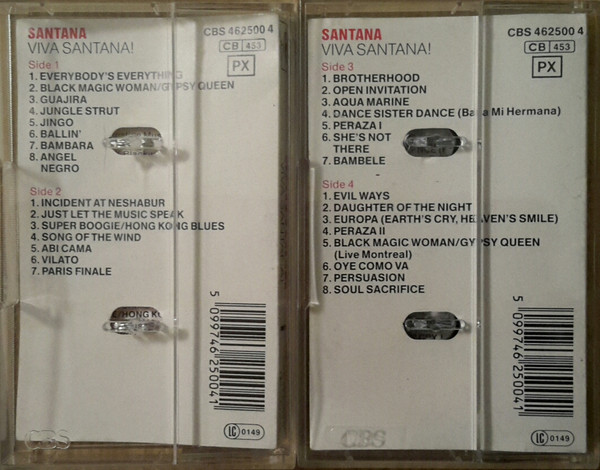 SANTANA
VIVA SANTANA!
CBS 462500 4
CB 453
PX
Side 1
1. EVERYBODY'S EVERYTHING
2. BLACK MAGIC WOMAN/GYPSY QUEEN
3. GUAJIRA
4. JUNGLE STRUT
5. JINGO
6. BALLIN'
7. BAMBARA
8. ANGEL
NEGRO
Side 2
1. INCIDENT AT NESHABUR
2. JUST LET THE MUSIC SPEAK
3. SUPER BOOGIE/HONG KONG BLUES
4. SONG OF THE WIND
5. ABI CAMA
6. VILATO
7. PARIS FINALE
E/HONG KO
5 099746 250041
LC 0149
CBS
SANTANA
VIVA SANTANA!
CBS 462500 4
CB 453
PX
Side 3
1. BROTHERHOOD
2. OPEN INVITATION
3. AQUA MARINE
4. DANCE SISTER DANCE (Baila Mi Hermana)
5. PERAZA I
6. SHE'S NOT
THERE
7. BAMBELE
Side 4
1. EVIL WAYS
2. DAUGHTER OF THE NIGHT
3. EUROPA (EARTH'S CRY, HEAVEN'S SMILE)
4. PERAZA II
5. BLACK MAGIC WOMAN/GYPSY QUEEN
(Live Montreal)
6. OYE COMO VA
7. PERSUASION
8. SOUL SACRIFICE
5 099746 250041
LC 0149
CBS